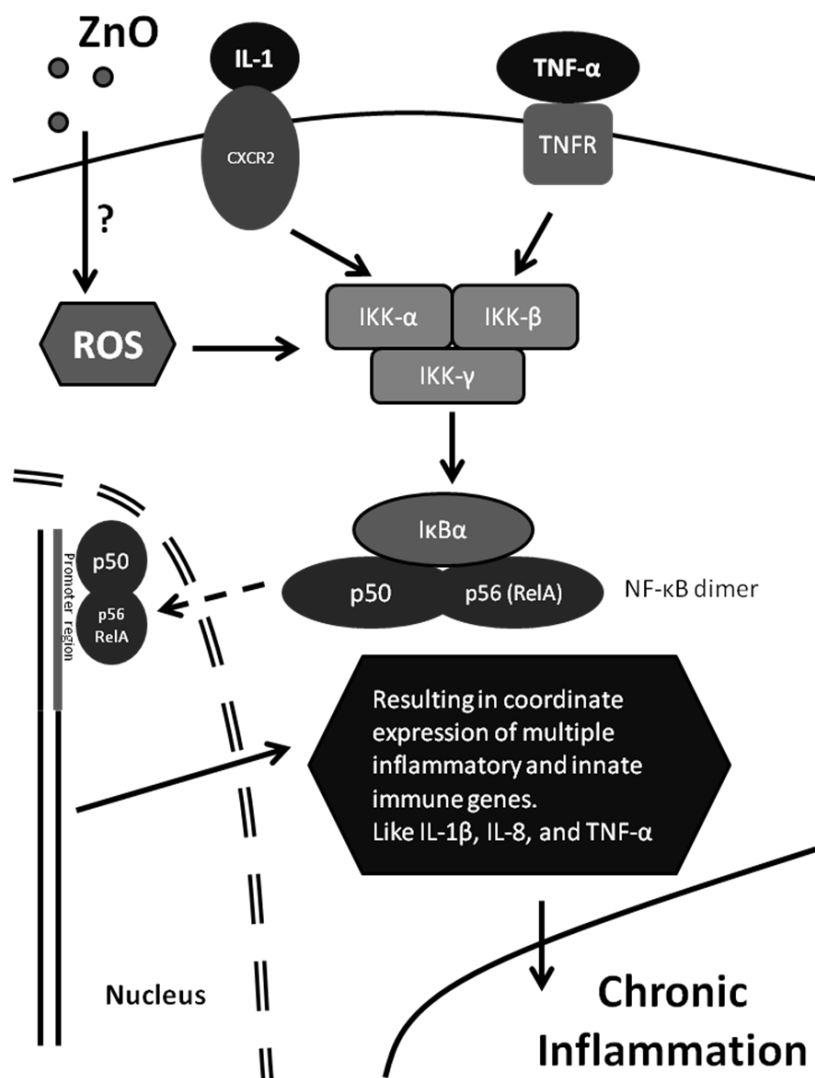 ZnO
IL-1
CXCR2
TNF-α
TNFR
?
ROS
IKK-α
IKK-β
IKK-γ
IκBα
p50
p56 (RelA)
NF-κB dimer
p50
p56
RelA
Promoter region
Resulting in coordinate
expression of multiple
inflammatory and innate
immune genes.
Like IL-1β, IL-8, and TNF-α
Nucleus
Chronic
Inflammation